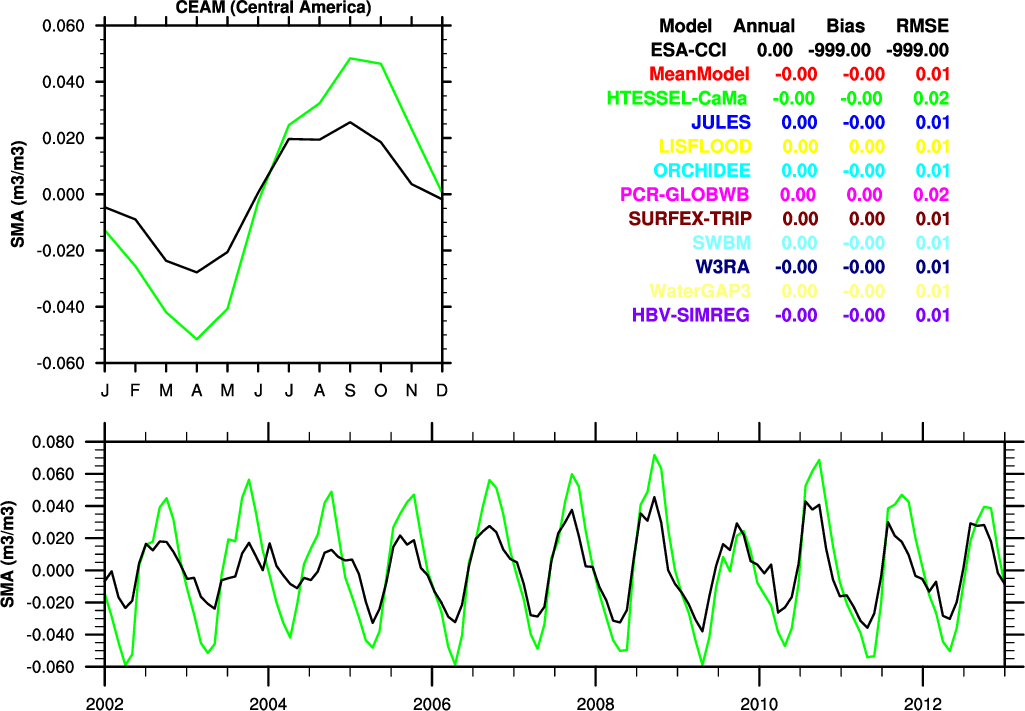 CEAM (Central America)
0.060
0.040
0.020
0.000
-0.020
-0.040
-0.060
SMA (m3/m3)
J F M A M J J A S O N D
Model Annual Bias RMSE
ESA-CCI 0.00 -999.00 -999.00
MeanModel -0.00 -0.00 0.01
HTESSEL-CaMa -0.00 -0.00 0.02
JULES 0.00 -0.00 0.01
LISFLOOD 0.00 0.00 0.01
ORCHIDEE 0.00 -0.00 0.01
PCR-GLOBWB 0.00 0.00 0.02
SURFEX-TRIP 0.00 0.00 0.01
SWBM 0.00 -0.00 0.01
W3RA -0.00 -0.00 0.01
WaterGAP3 0.00 -0.00 0.01
HBV-SIMREG -0.00 -0.00 0.01
0.080
0.060
0.040
0.020
0.000
-0.020
-0.040
-0.060
SMA (m3/m3)
2002 2004 2006 2008 2010 2012